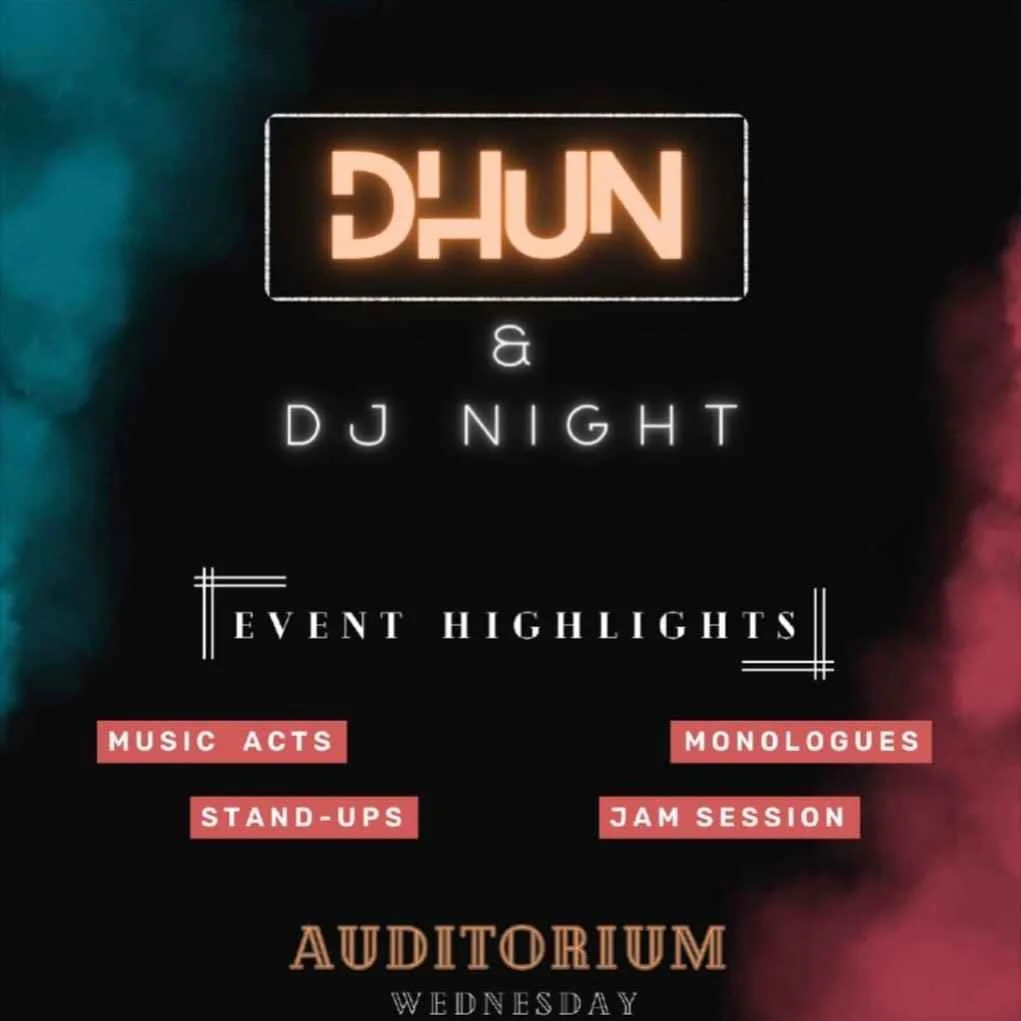 DHUN
&
DJ NIGHT
EVENT HIGHLIGHTS
MUSIC ACTS
MONOLOGUES
STAND-UPS
JAM SESSION
AUDITORIUM
WEDNESDAY